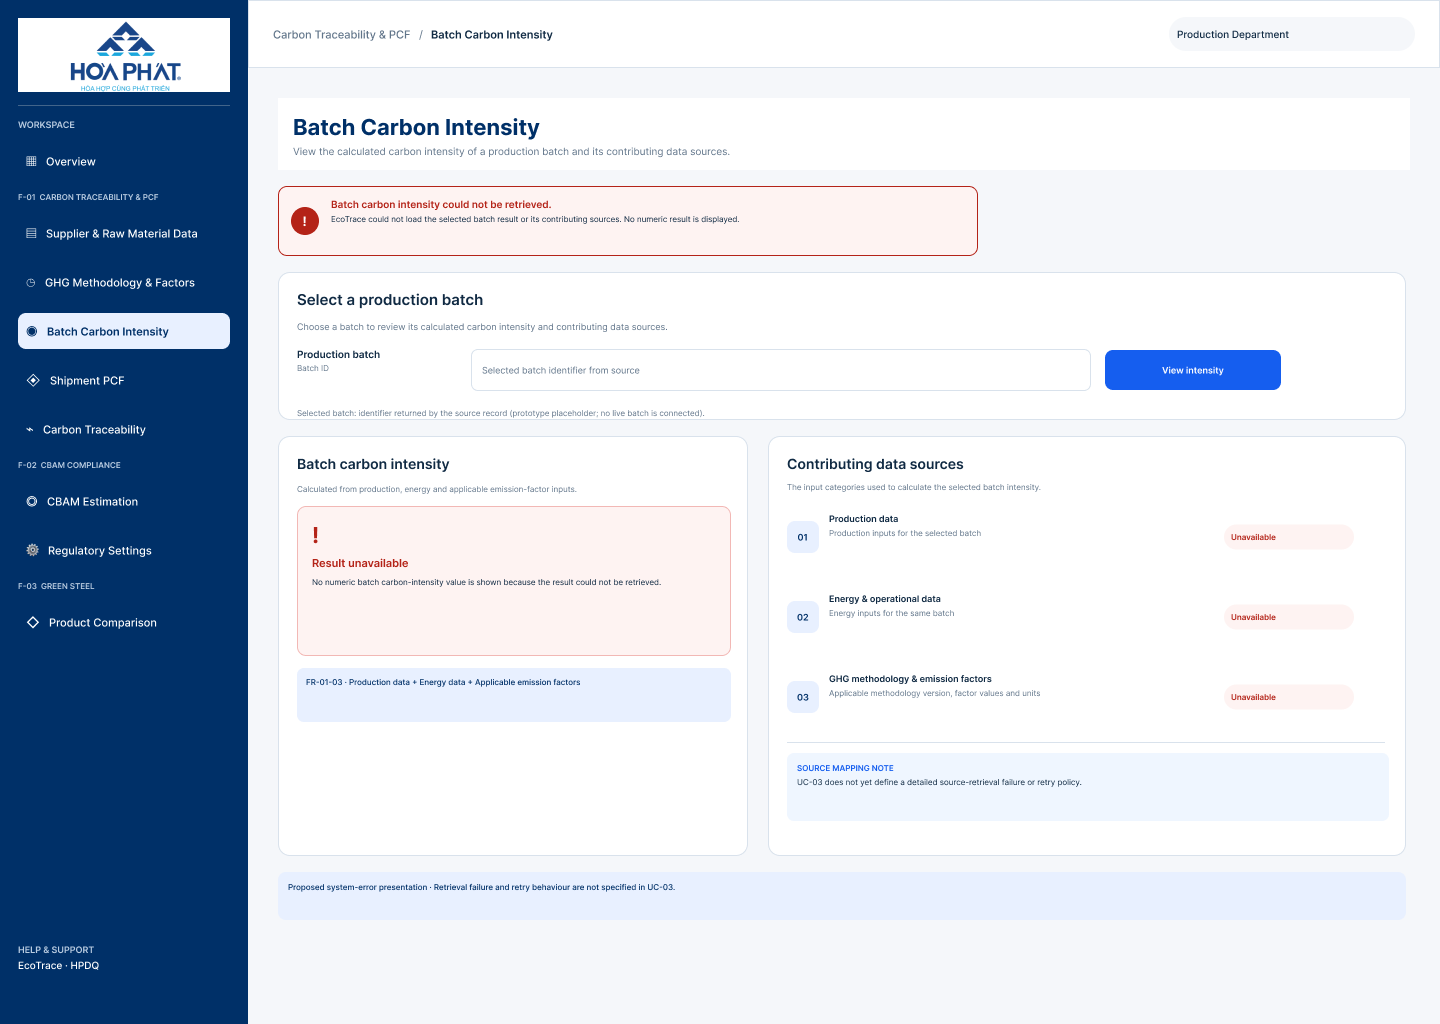 HÒA PHÁT
HÒA HỢP CÙNG PHÁT TRIỂN
WORKSPACE
Overview
F-01 CARBON TRACEABILITY & PCF
Supplier & Raw Material Data
GHG Methodology & Factors
Batch Carbon Intensity
Shipment PCF
Carbon Traceability
F-02 CBAM COMPLIANCE
CBAM Estimation
Regulatory Settings
F-03 GREEN STEEL
Product Comparison
HELP & SUPPORT
EcoTrace · HPDQ
Carbon Traceability & PCF / Batch Carbon Intensity
Production Department
Batch Carbon Intensity
View the calculated carbon intensity of a production batch and its contributing data sources.
!
Batch carbon intensity could not be retrieved.
EcoTrace could not load the selected batch result or its contributing sources. No numeric result is displayed.
Select a production batch
Choose a batch to review its calculated carbon intensity and contributing data sources.
Production batch
Batch ID
Selected batch identifier from source
View intensity
Selected batch: identifier returned by the source record (prototype placeholder; no live batch is connected).
Batch carbon intensity
Calculated from production, energy and applicable emission-factor inputs.
!
Result unavailable
No numeric batch carbon-intensity value is shown because the result could not be retrieved.
FR-01-03 · Production data + Energy data + Applicable emission factors
Contributing data sources
The input categories used to calculate the selected batch intensity.
01
Production data
Production inputs for the selected batch
Unavailable
02
Energy & operational data
Energy inputs for the same batch
Unavailable
03
GHG methodology & emission factors
Applicable methodology version, factor values and units
Unavailable
SOURCE MAPPING NOTE
UC-03 does not yet define a detailed source-retrieval failure or retry policy.
Proposed system-error presentation · Retrieval failure and retry behaviour are not specified in UC-03.